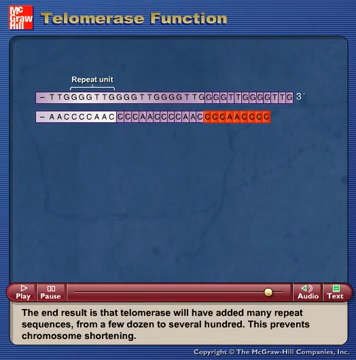 Mc
Graw
Hill
Telomerase Function
Repeat unit
– T T G G G G T T G G G G T T G G G G T T G G G G T T G G G G T T G 3'
– A A C C C C A A C C C C A A C C C C A A C C C C A A C C C C
Play
Pause
Audio
Text
The end result is that telomerase will have added many repeat
sequences, from a few dozen to several hundred. This prevents
chromosome shortening.
Copyright © The McGraw-Hill Companies, Inc.